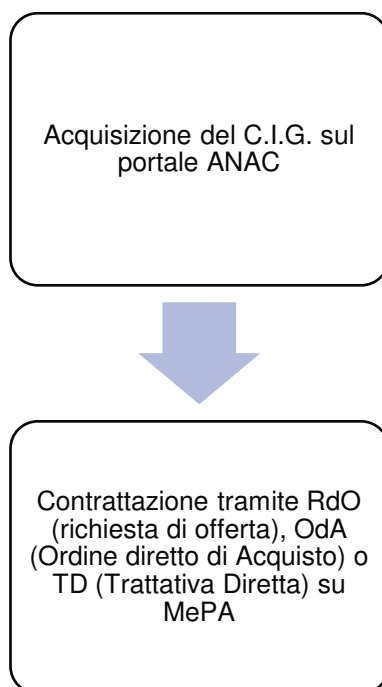 Acquisizione del C.I.G. sul
portale ANAC
Contrattazione tramite RdO
(richiesta di offerta), OdA
(Ordine diretto di Acquisto) o
TD (Trattativa Diretta) su
MePA